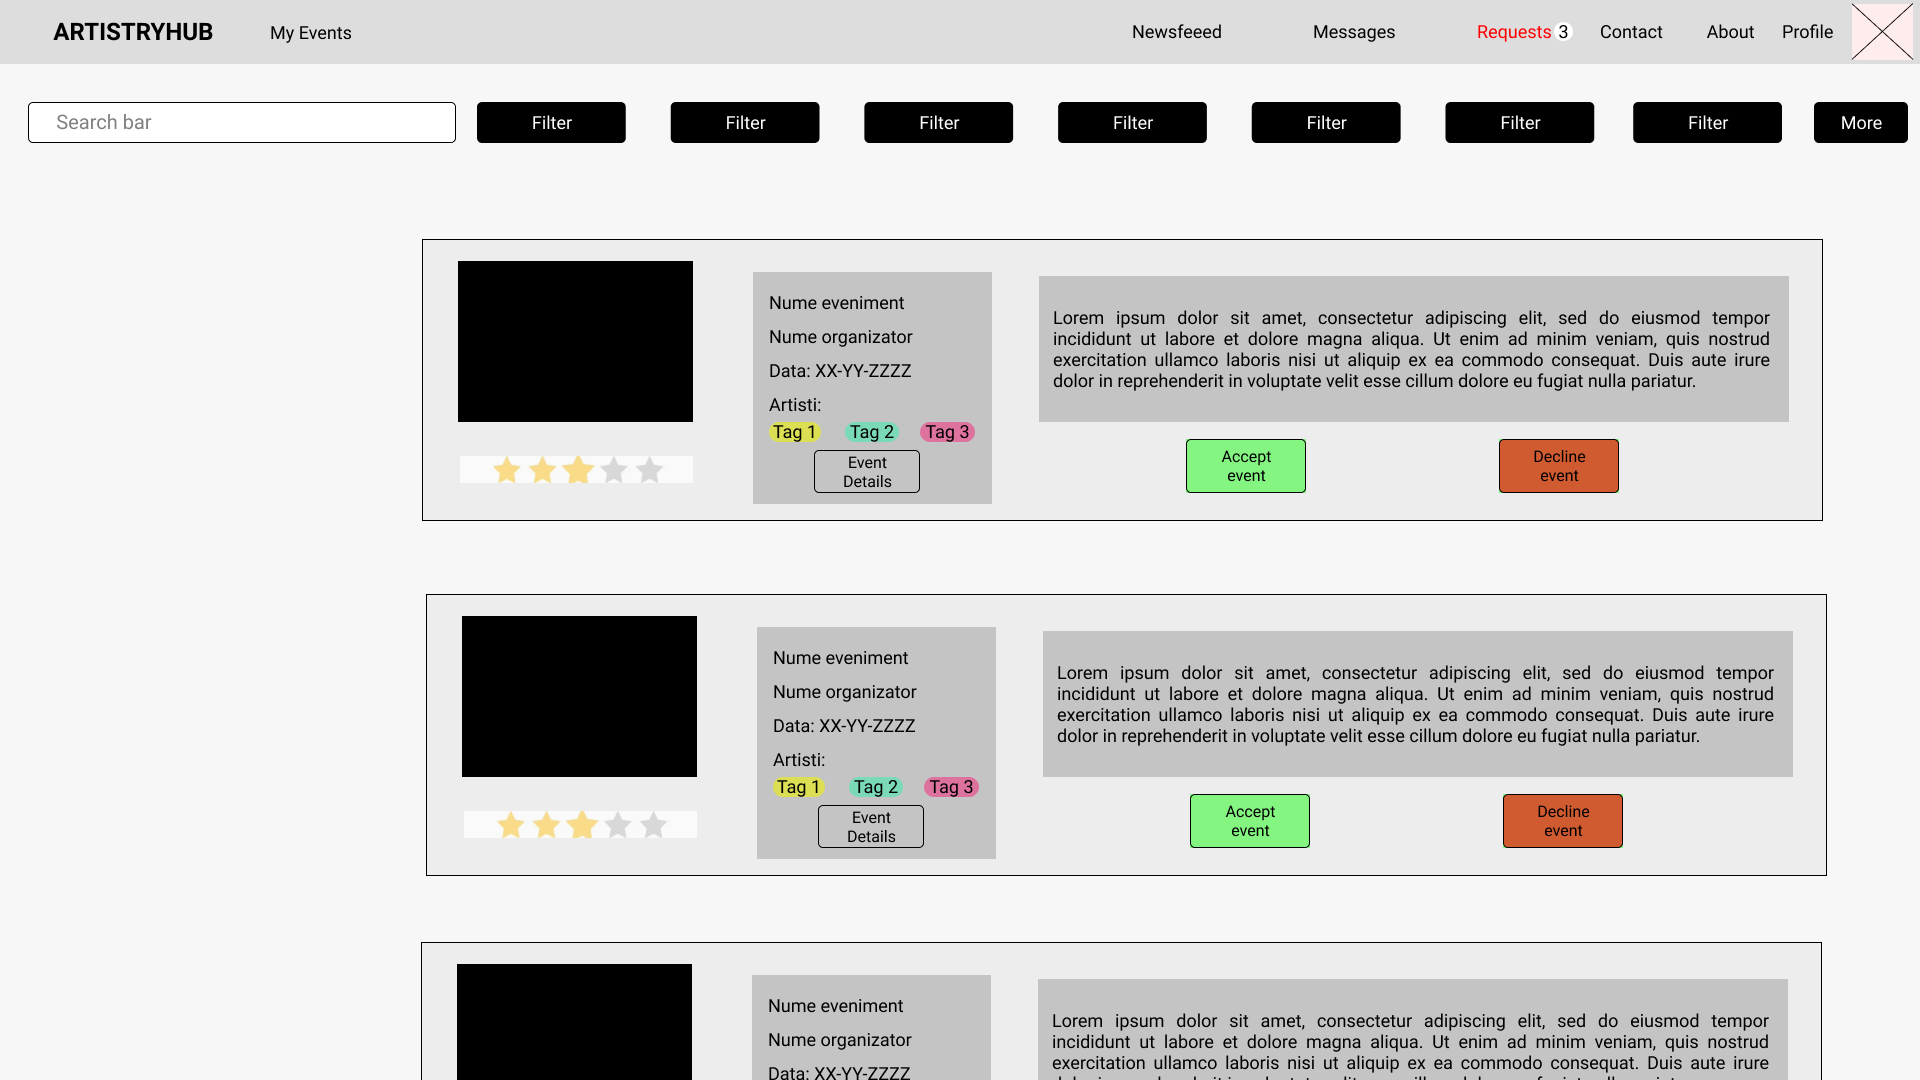 ARTISTRYHUB My Events Newsfeeed Messages Requests 3 Contact About Profile
Search bar Filter Filter Filter Filter Filter Filter Filter More
Nume eveniment
Nume organizator
Data: XX-YY-ZZZZ
Artisti:
Tag 1 Tag 2 Tag 3
Event
Details
Lorem ipsum dolor sit amet, consectetur adipiscing elit, sed do eiusmod tempor
incididunt ut labore et dolore magna aliqua. Ut enim ad minim veniam, quis nostrud
exercitation ullamco laboris nisi ut aliquip ex ea commodo consequat. Duis aute irure
dolor in reprehenderit in voluptate velit esse cillum dolore eu fugiat nulla pariatur.
Accept
event
Decline
event
Nume eveniment
Nume organizator
Data: XX-YY-ZZZZ
Artisti:
Tag 1 Tag 2 Tag 3
Event
Details
Lorem ipsum dolor sit amet, consectetur adipiscing elit, sed do eiusmod tempor
incididunt ut labore et dolore magna aliqua. Ut enim ad minim veniam, quis nostrud
exercitation ullamco laboris nisi ut aliquip ex ea commodo consequat. Duis aute irure
dolor in reprehenderit in voluptate velit esse cillum dolore eu fugiat nulla pariatur.
Accept
event
Decline
event
Nume eveniment
Nume organizator
Data: XX-YY-ZZZZ
Lorem ipsum dolor sit amet, consectetur adipiscing elit, sed do eiusmod tempor
incididunt ut labore et dolore magna aliqua. Ut enim ad minim veniam, quis nostrud
exercitation ullamco laboris nisi ut aliquip ex ea commodo consequat. Duis aute irure